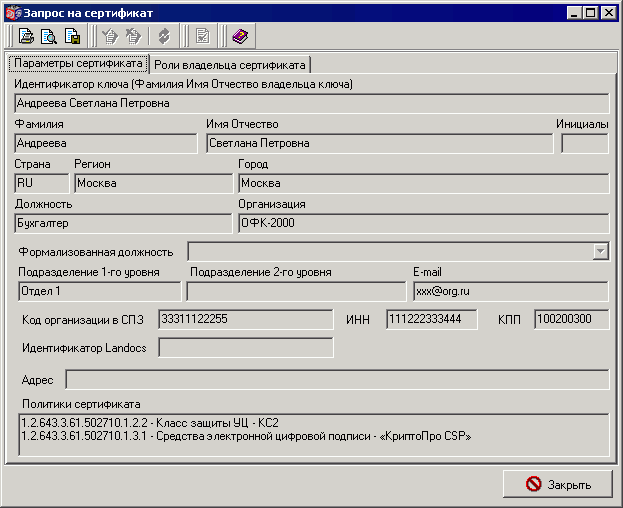 Запрос на сертификат
Параметры сертификата Роли владельца сертификата
Идентификатор ключа (Фамилия Имя Отчество владельца ключа)
Андреева Светлана Петровна
Фамилия Имя Отчество Инициалы
Андреева Светлана Петровна
Страна Регион Город
RU Москва Москва
Должность Организация
Бухгалтер ОФК-2000
Формализованная должность
Подразделение 1-го уровня Подразделение 2-го уровня E-mail
Отдел 1 xxx@org.ru
Код организации в СПЗ 33311122255 ИНН 111222333444 КПП 100200300
Идентификатор Landocs
Адрес
Политики сертификата
1.2.643.3.61.502710.1.2.2 - Класс защиты УЦ - КС2
1.2.643.3.61.502710.1.3.1 - Средства электронной цифровой подписи - «КриптоПро CSP»
Закрыть